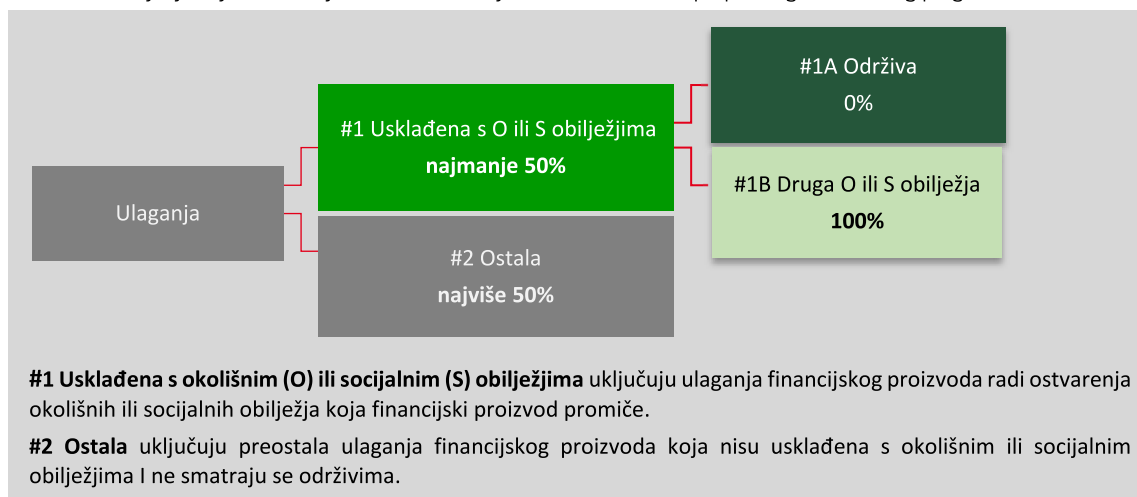 #1A Održiva
0%
#1 Usklađena s O ili S obilježjima
najmanje 50%
#1B Druga O ili S obilježja
100%
Ulaganja
#2 Ostala
najviše 50%
#1 Usklađena s okolišnim (O) ili socijalnim (S) obilježjima uključuju ulaganja financijskog proizvoda radi ostvarenja
okolišnih ili socijalnih obilježja koja financijski proizvod promiče.
#2 Ostala uključuju preostala ulaganja financijskog proizvoda koja nisu usklađena s okolišnim ili socijalnim
obilježjima I ne smatraju se održivima.